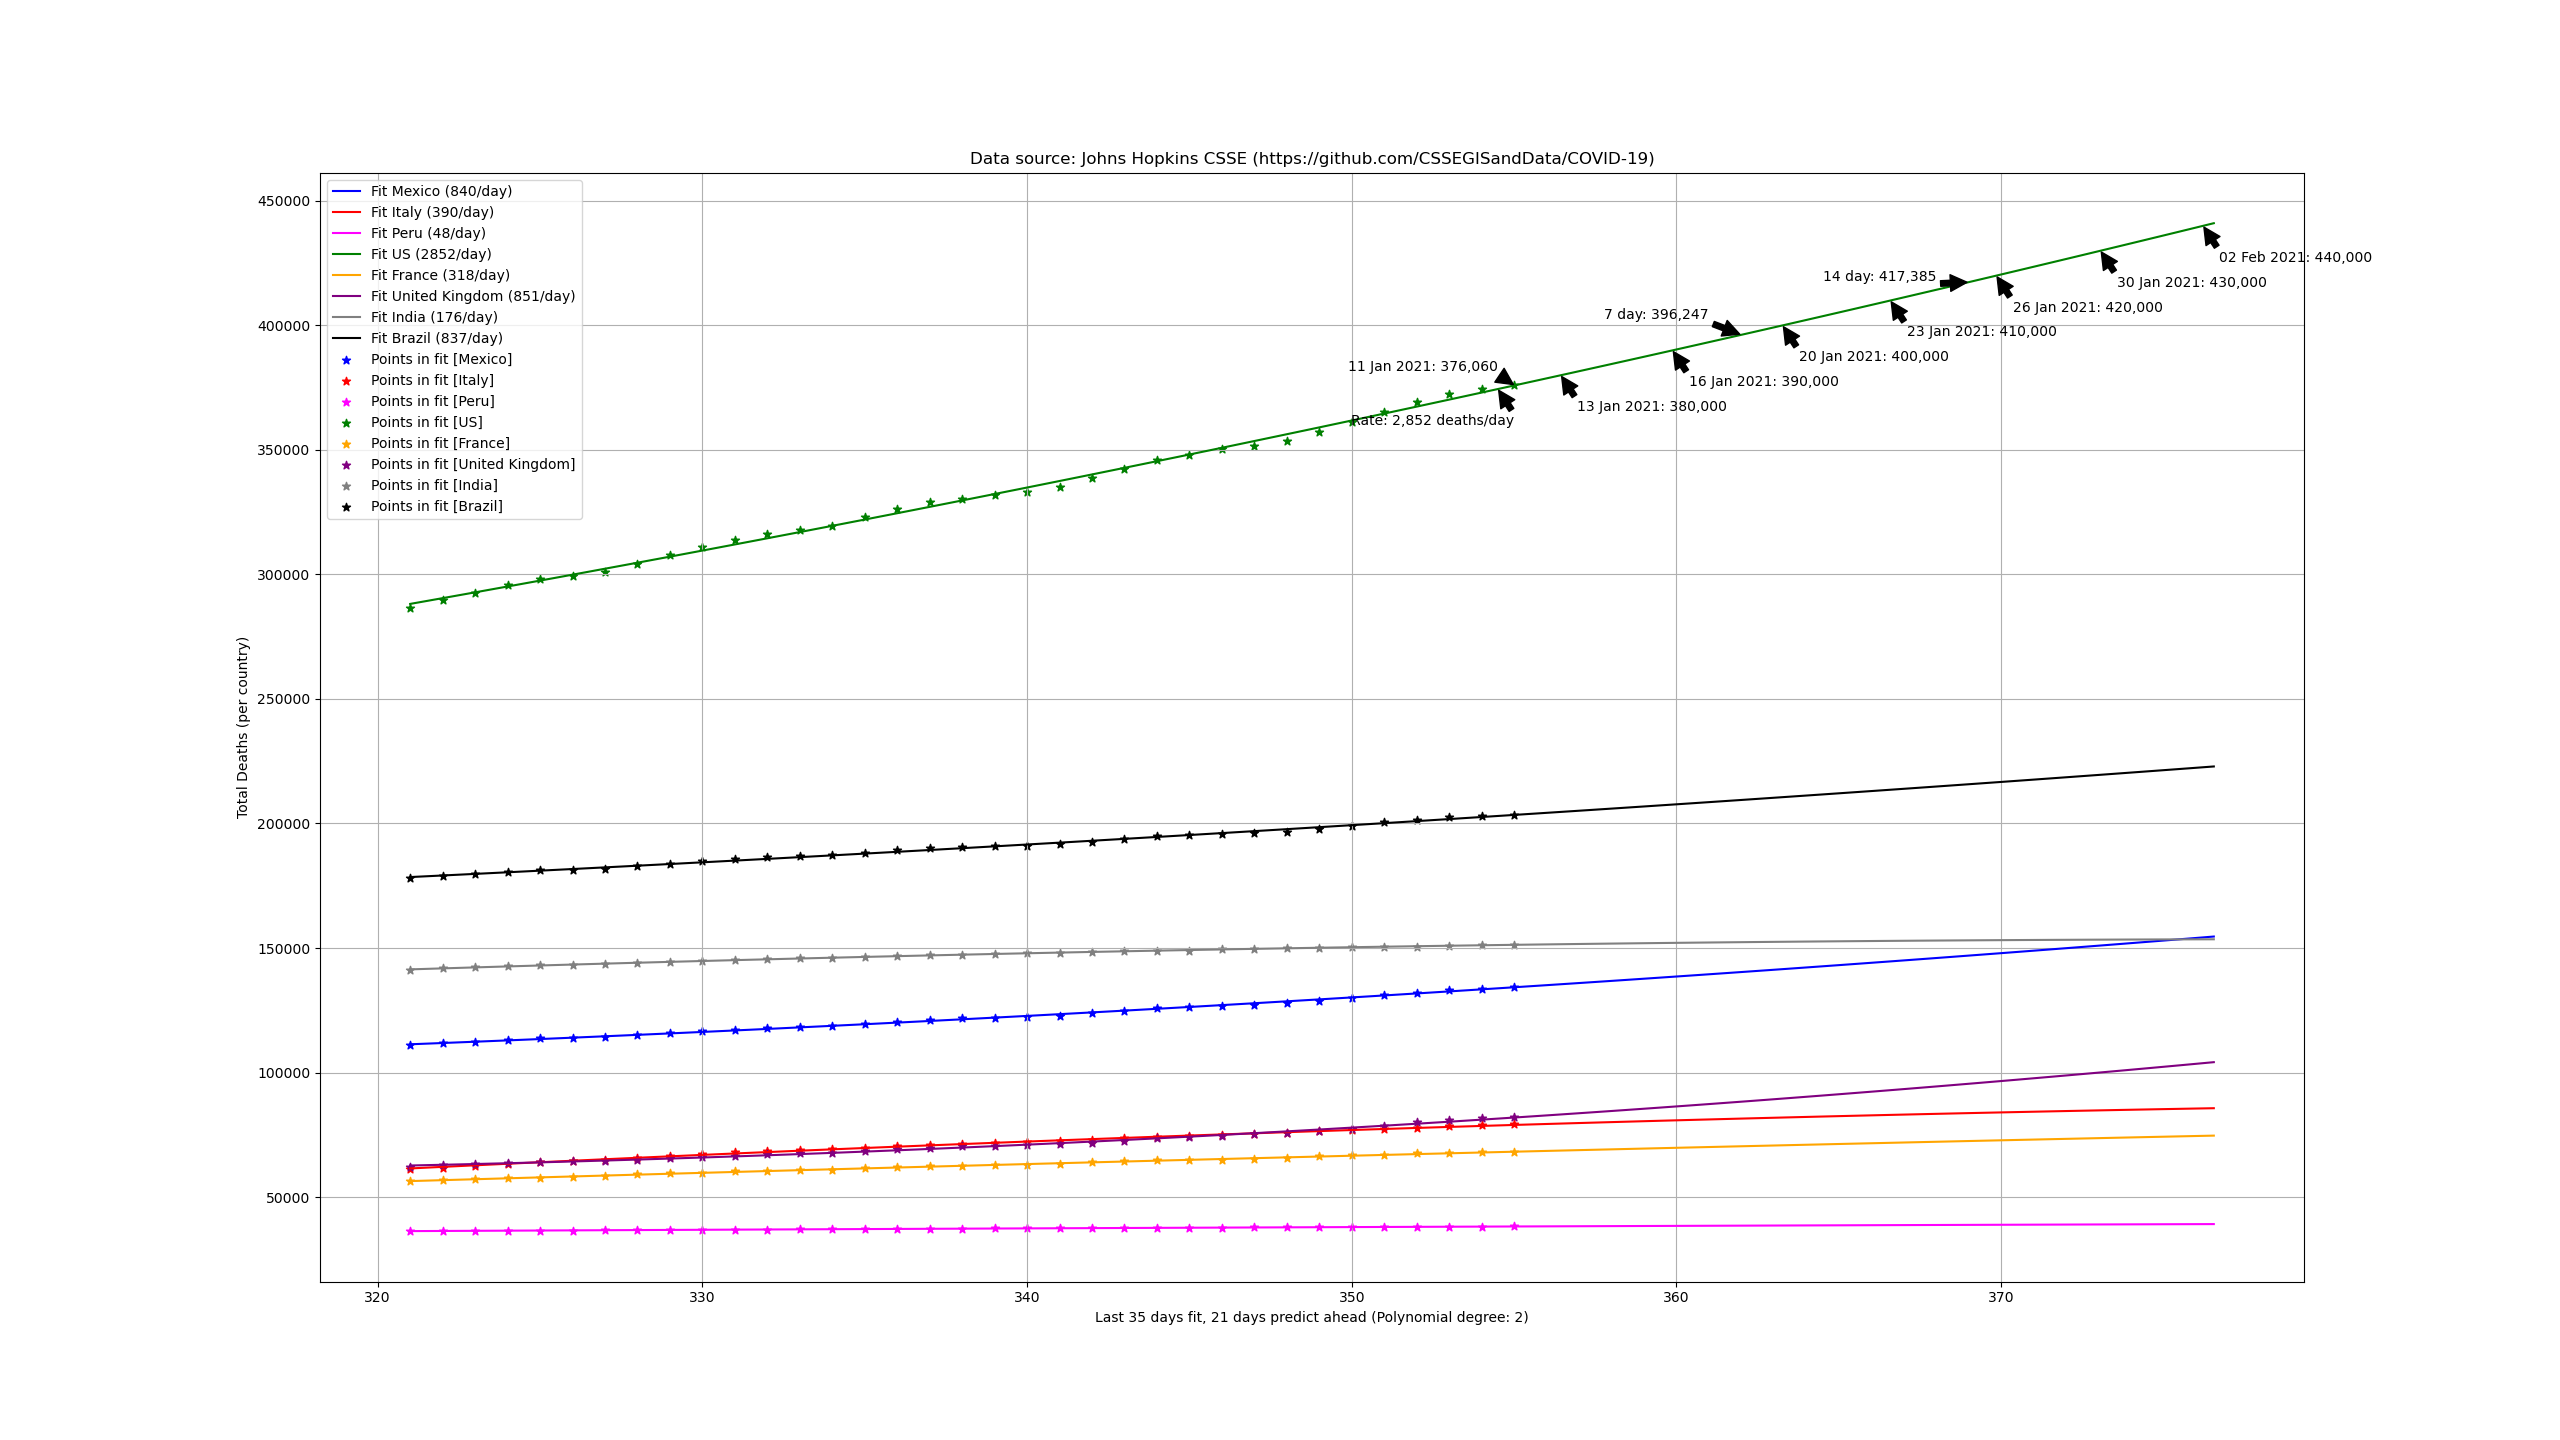 Data source: Johns Hopkins CSSE (https://github.com/CSSEGISandData/COVID-19)
Fit Mexico (840/day)
Fit Italy (390/day)
Fit Peru (48/day)
Fit US (2852/day)
Fit France (318/day)
Fit United Kingdom (851/day)
Fit India (176/day)
Fit Brazil (837/day)
Points in fit [Mexico]
Points in fit [Italy]
Points in fit [Peru]
Points in fit [US]
Points in fit [France]
Points in fit [United Kingdom]
Points in fit [India]
Points in fit [Brazil]
Total Deaths (per country)
450000
400000
350000
300000
250000
200000
150000
100000
50000
11 Jan 2021: 376,060
Rate: 2,852 deaths/day
7 day: 396,247
14 day: 417,385
13 Jan 2021: 380,000
16 Jan 2021: 390,000
20 Jan 2021: 400,000
23 Jan 2021: 410,000
26 Jan 2021: 420,000
30 Jan 2021: 430,000
02 Feb 2021: 440,000
320
330
340
350
360
370
Last 35 days fit, 21 days predict ahead (Polynomial degree: 2)